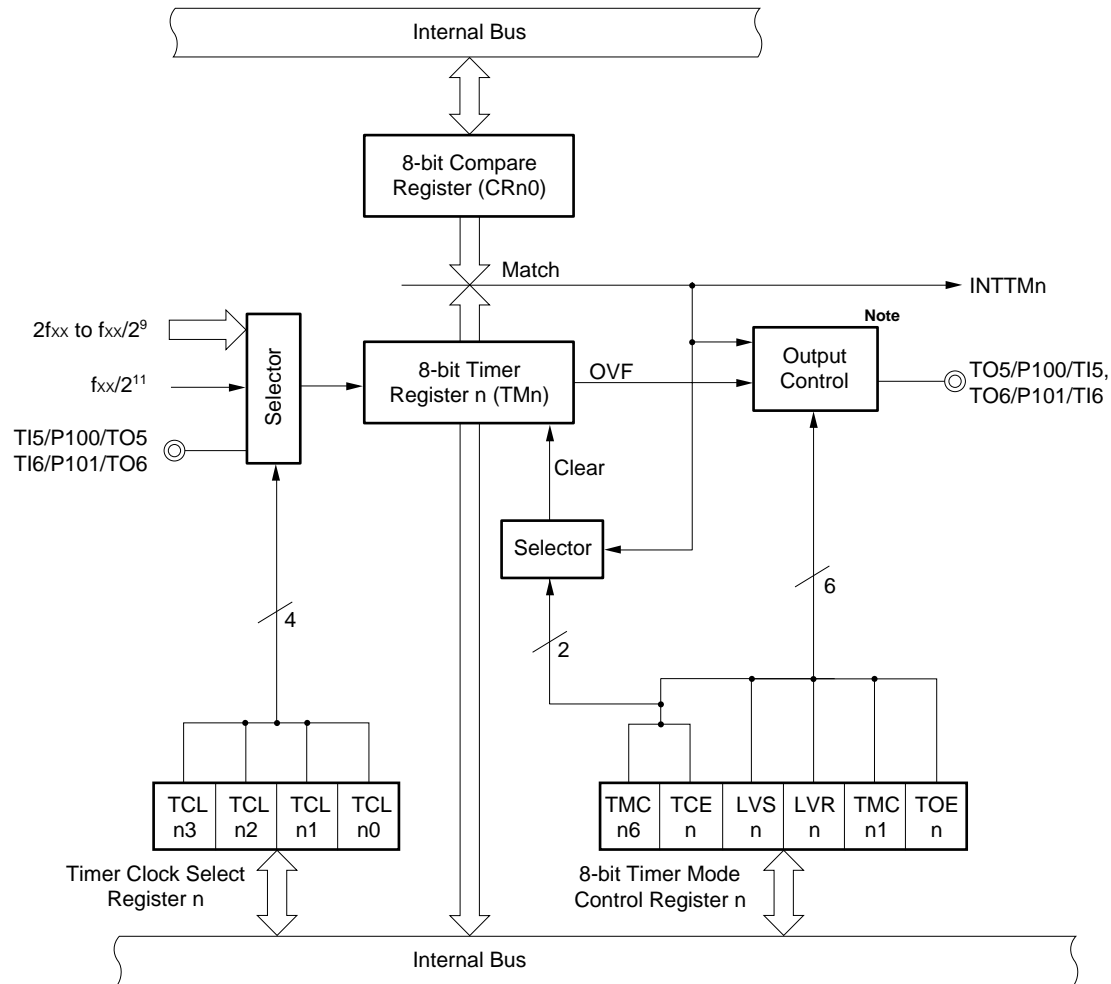 Internal Bus
8-bit Compare
Register (CRn0)
Match
INTTMn
2fxx to fxx/2⁹
fxx/2¹¹
TI5/P100/TO5
TI6/P101/TO6
Selector
8-bit Timer
Register n (TMn)
OVF
Note
Output
Control
TO5/P100/TI5,
TO6/P101/TI6
Clear
Selector
4
2
6
TCL
n3
TCL
n2
TCL
n1
TCL
n0
TMC
n6
TCE
n
LVS
n
LVR
n
TMC
n1
TOE
n
Timer Clock Select
Register n
8-bit Timer Mode
Control Register n
Internal Bus